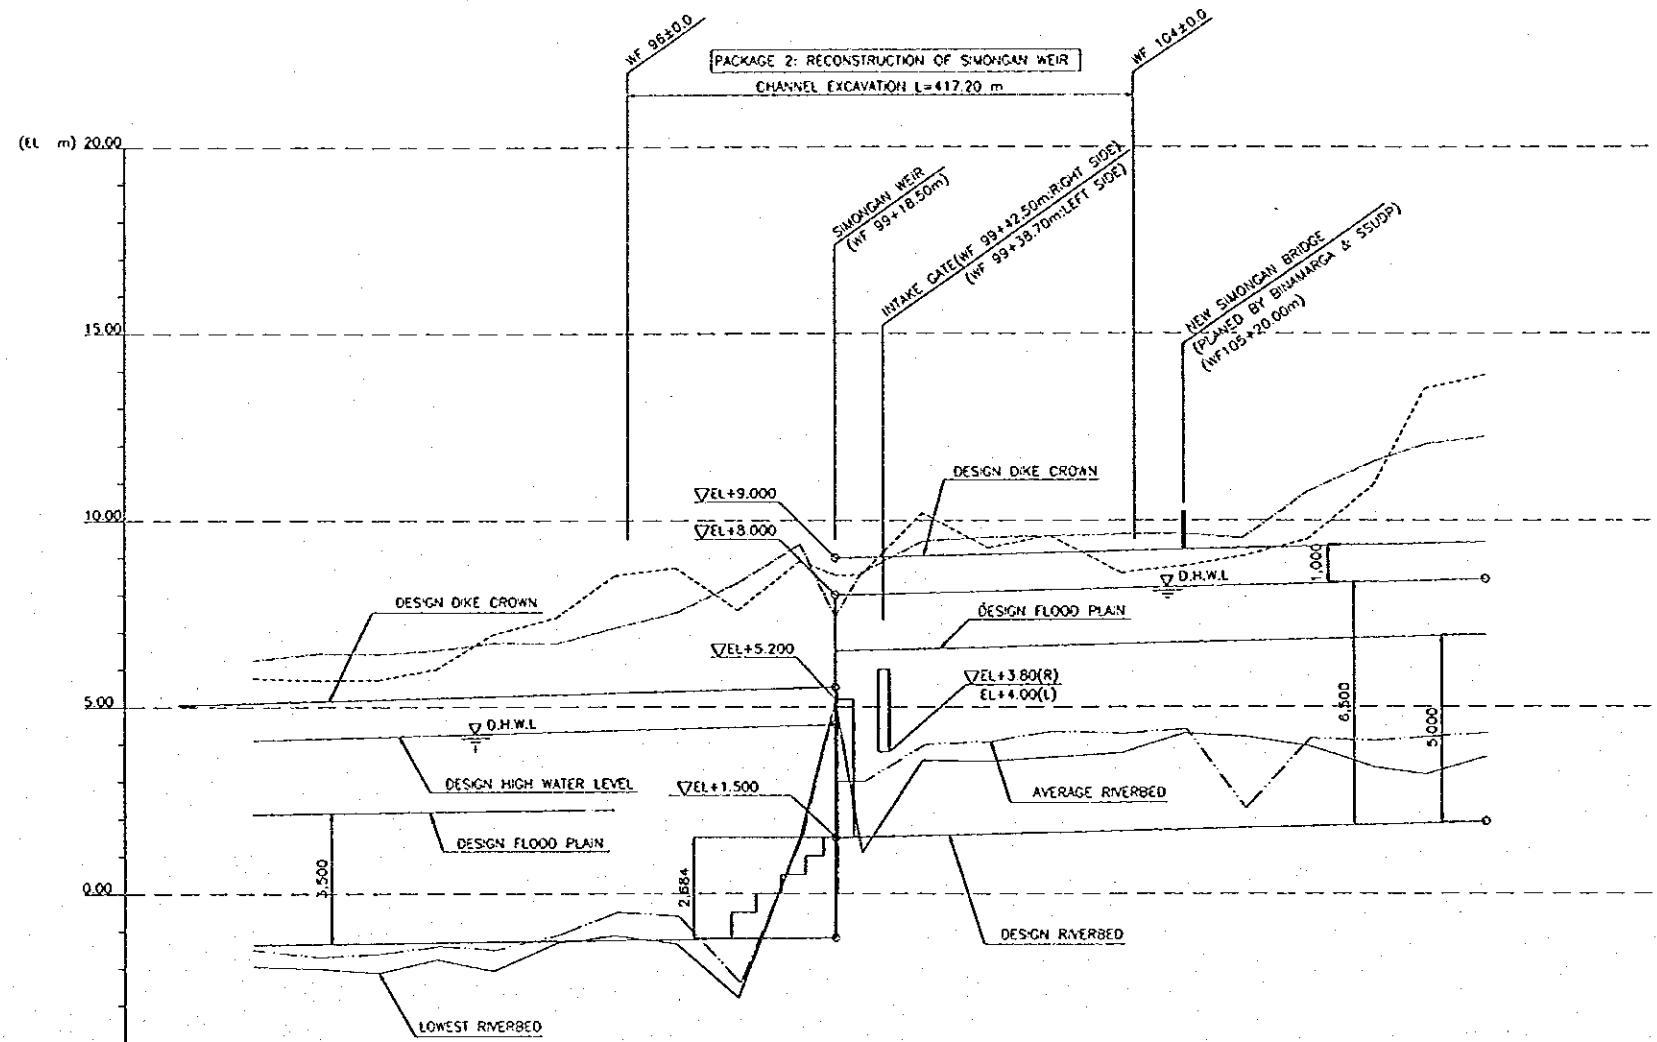 WF 96±0.0
WF 104±0.0
PACKAGE 2: RECONSTRUCTION OF SIMONGAN WEIR
CHANNEL EXCAVATION L=417.20 m
(EL m) 20.00
SIMONGAN WEIR
(WF 99+18.50m)
INTAKE GATE(WF 99+42.50m:RIGHT SIDE)
(WF 99+38.70m:LEFT SIDE)
NEW SIMONGAN BRIDGE
(PLANED BY BINAMARGA & SSUDP)
(WF105+20.00m)
15.00
DESIGN DIKE CROWN
EL+9.000
10.00
EL+8.000
1,000
D.H.W.L
DESIGN DIKE CROWN
DESIGN FLOOD PLAIN
EL+5.200
EL+3.80(R)
EL+4.00(L)
5.00
6,500
5,000
D.H.W.L
DESIGN HIGH WATER LEVEL
EL+1.500
AVERAGE RIVERBED
DESIGN FLOOD PLAIN
3,500
2,684
0.00
DESIGN RIVERBED
LOWEST RIVERBED